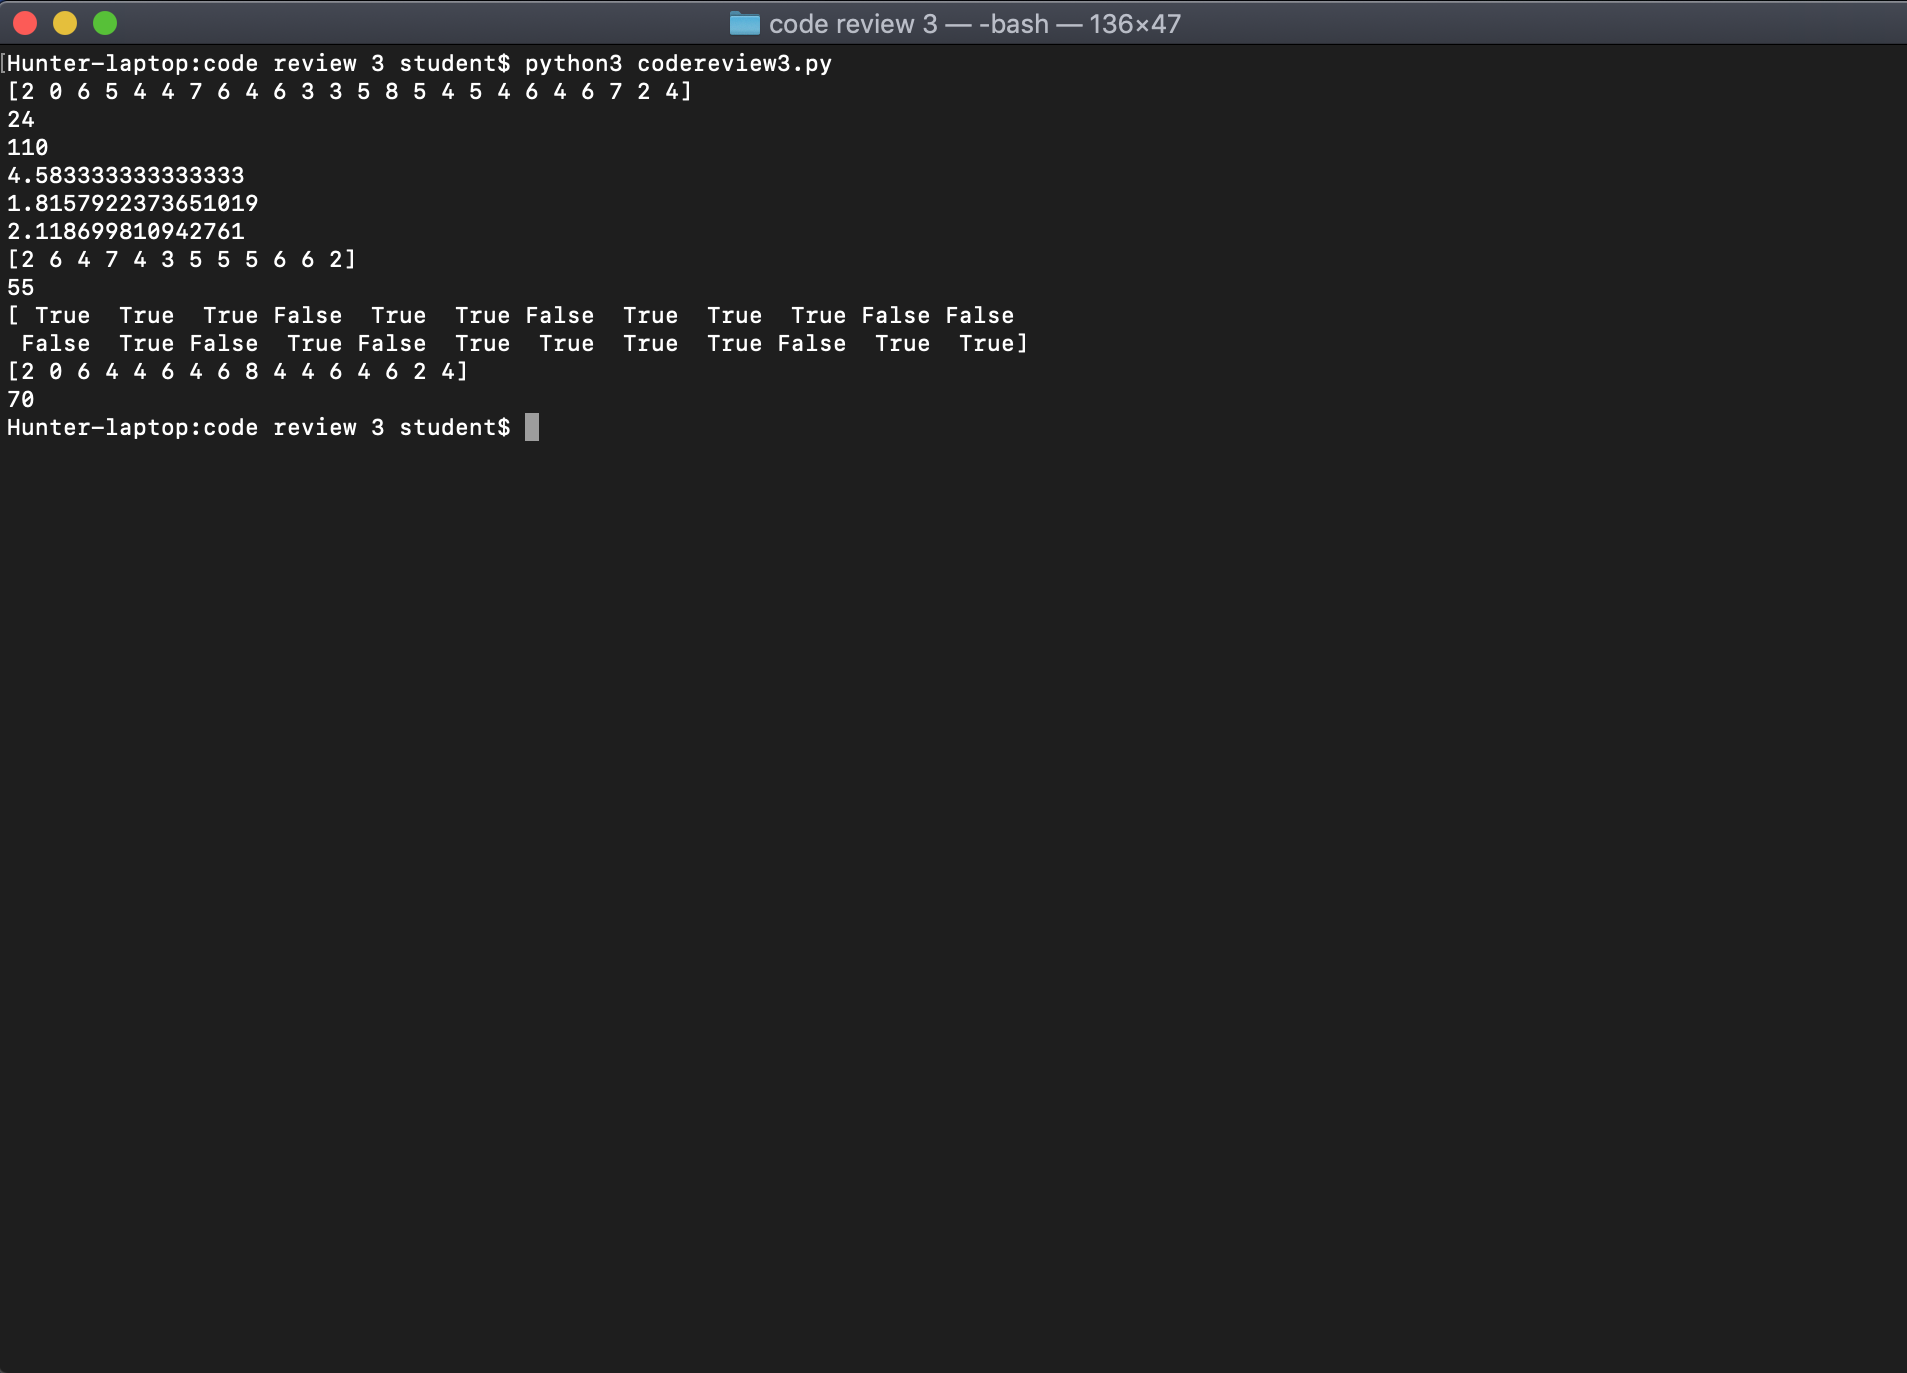 code review 3 — -bash — 136×47
[Hunter-laptop:code review 3 student$ python3 codereview3.py
[2 0 6 5 4 4 7 6 4 6 3 3 5 8 5 4 5 4 6 4 6 7 2 4]
24
110
4.583333333333333
1.8157922373651019
2.118699810942761
[2 6 4 7 4 3 5 5 5 6 6 2]
55
[ True  True  True False  True  True False  True  True  True False False
 False  True False  True False  True  True  True  True False  True  True]
[2 0 6 4 4 6 4 6 8 4 4 6 4 6 2 4]
70
Hunter-laptop:code review 3 student$